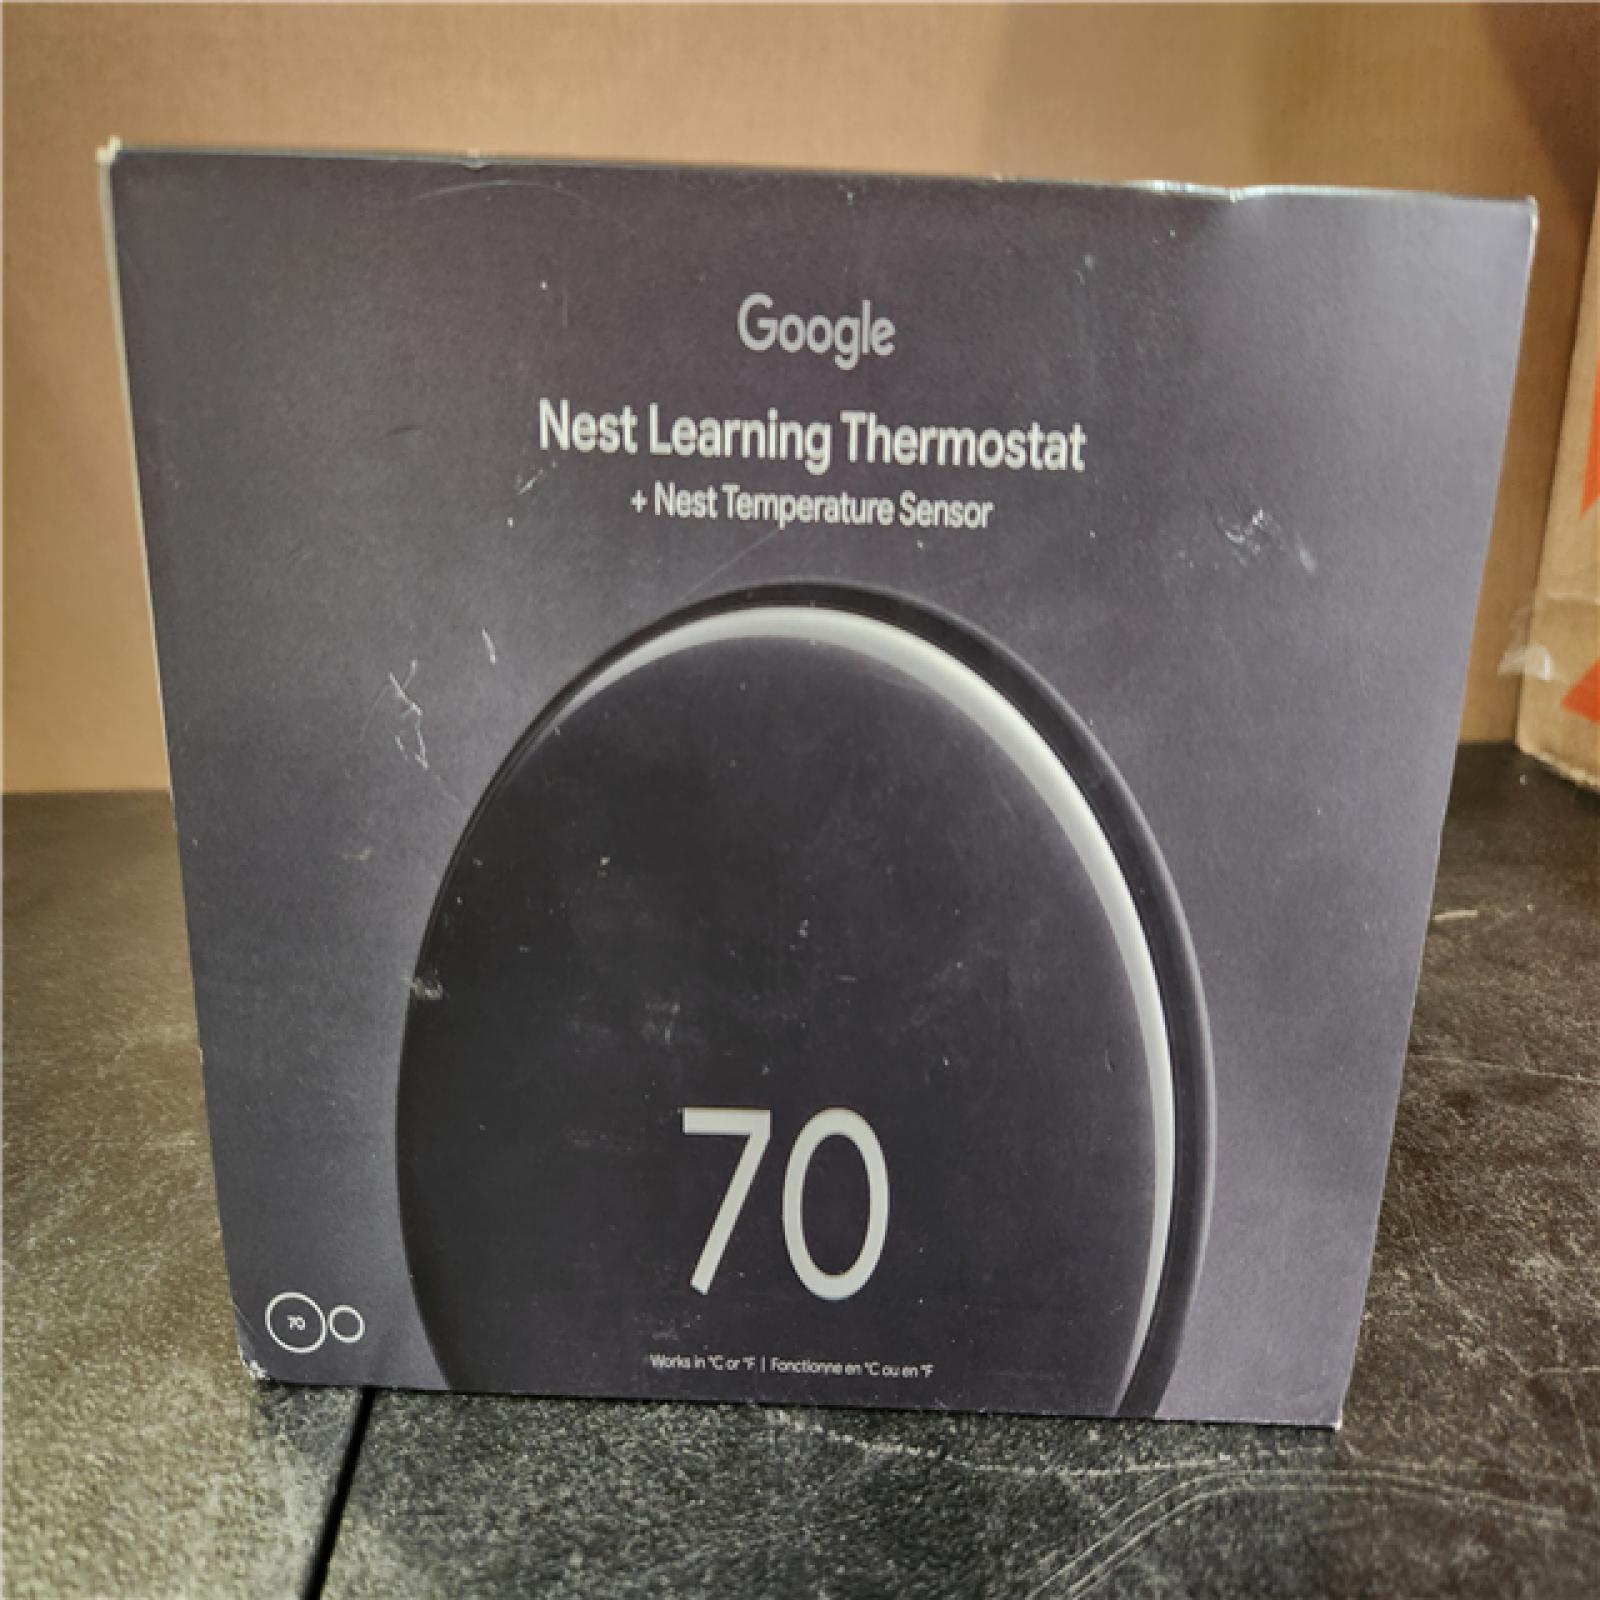 Google
Nest Learning Thermostat
+ Nest Temperature Sensor
70
70
Works in °C or °F | Fonctionne en °C ou en °F